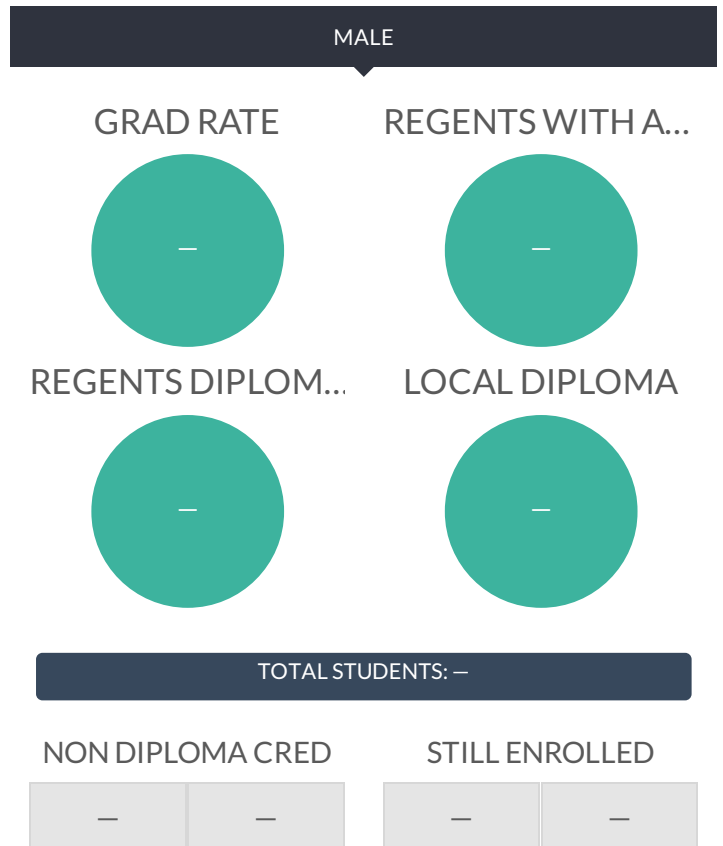 MALE
GRAD RATE
REGENTS WITH A...
—
—
REGENTS DIPLOM...
LOCAL DIPLOMA
—
—
TOTAL STUDENTS: —
NON DIPLOMA CRED
STILL ENROLLED
— —
— —